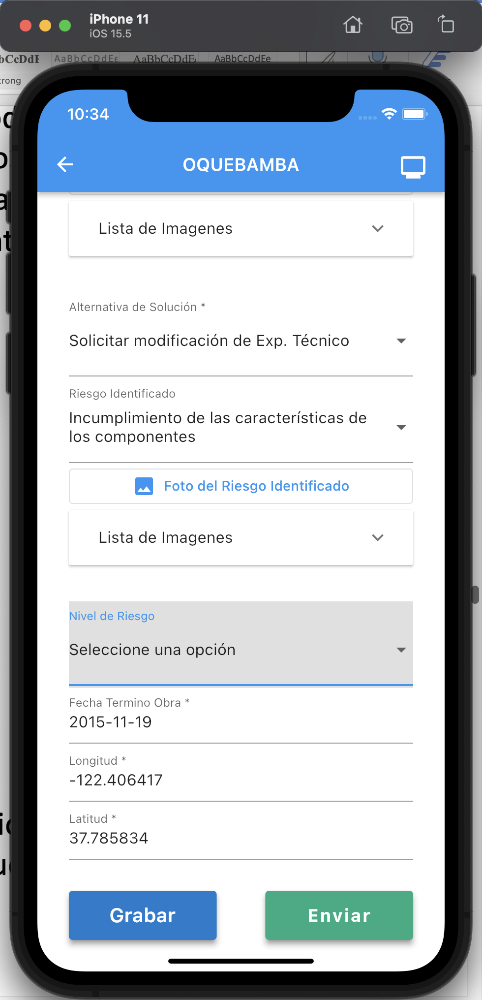 iPhone 11
iOS 15.5
AaBbCcDdEe
trong
10:34
OQUEBAMBA
Lista de Imagenes
Alternativa de Solución *
Solicitar modificación de Exp. Técnico
Riesgo Identificado
Incumplimiento de las características de
los componentes
Foto del Riesgo Identificado
Lista de Imagenes
Nivel de Riesgo
Seleccione una opción
Fecha Termino Obra *
2015-11-19
Longitud *
-122.406417
Latitud *
37.785834
Grabar
Enviar